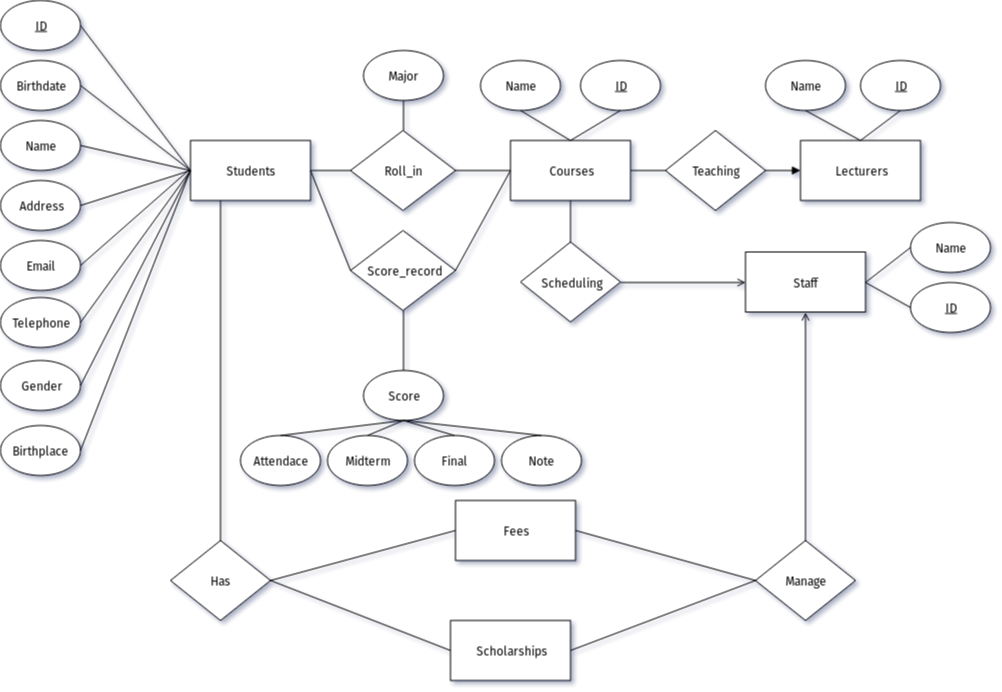 ID
Birthdate
Name
Address
Email
Telephone
Gender
Birthplace
Students
Major
Roll_in
Score_record
Score
Attendace
Midterm
Final
Note
Name
ID
Courses
Teaching
Name
ID
Lecturers
Scheduling
Staff
Name
ID
Has
Fees
Scholarships
Manage